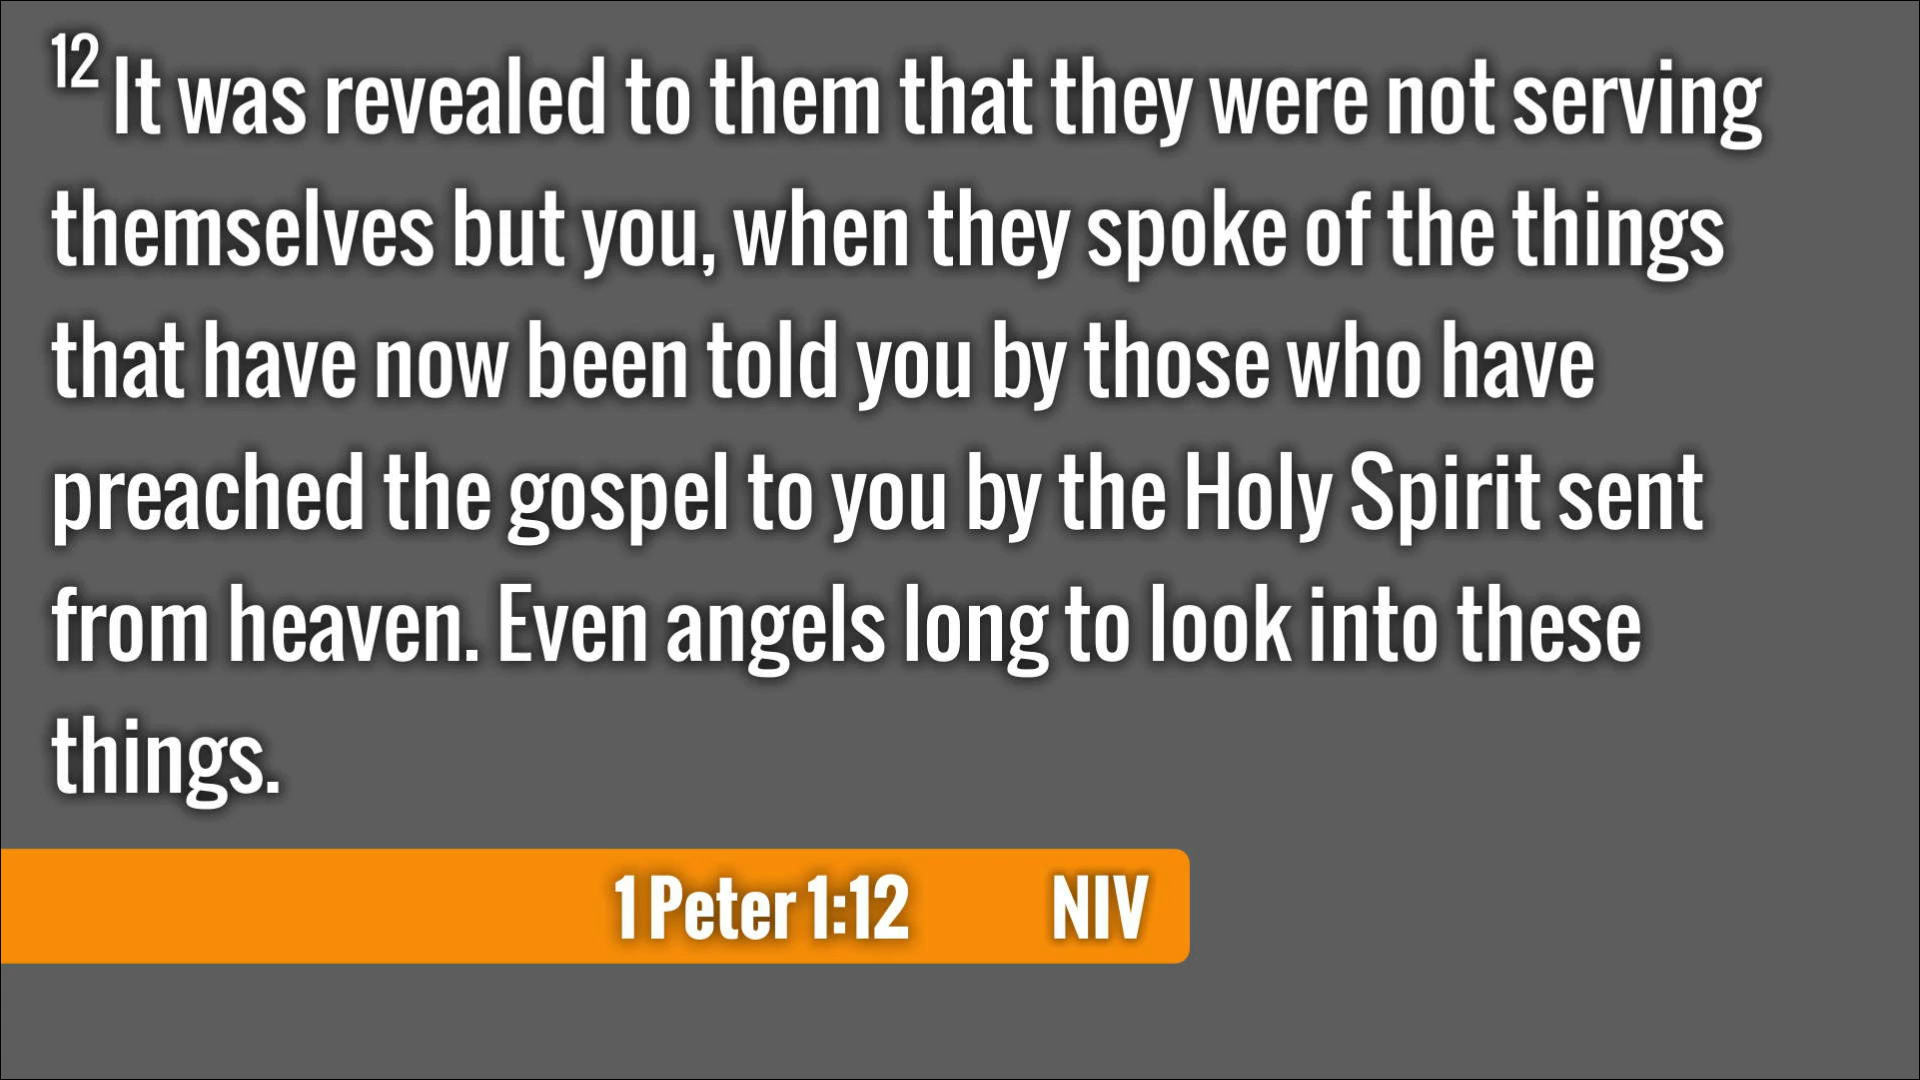 12 It was revealed to them that they were not serving
themselves but you, when they spoke of the things
that have now been told you by those who have
preached the gospel to you by the Holy Spirit sent
from heaven. Even angels long to look into these
things.
1 Peter 1:12 NIV